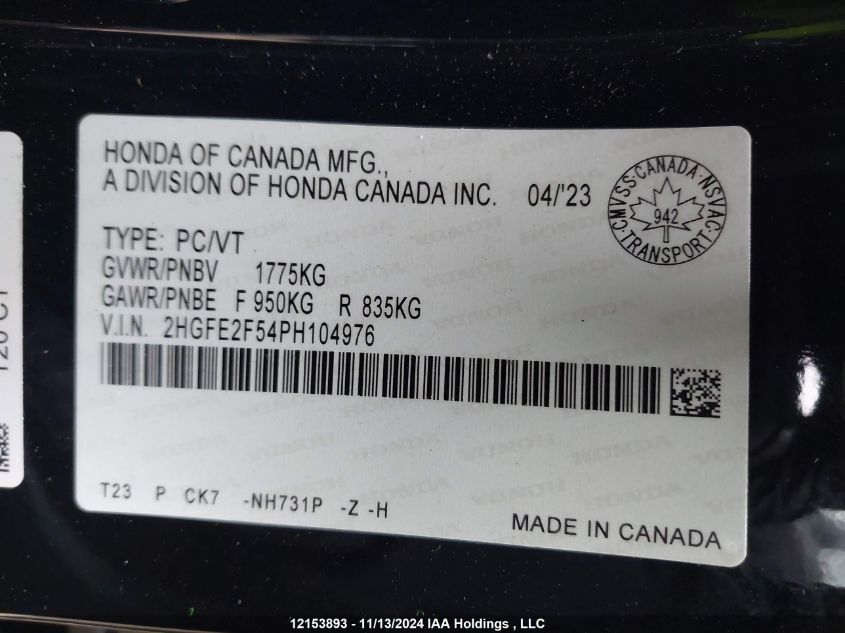 HONDA OF CANADA MFG.,
A DIVISION OF HONDA CANADA INC. 04/'23
CMVSS·CANADA·NSVAC·TRANSPORT
942
TYPE: PC/VT
GVWR/PNBV 1775KG
GAWR/PNBE F 950KG R 835KG
V.I.N. 2HGFE2F54PH104976
T23 P CK7 -NH731P -Z -H
MADE IN CANADA
12153893 - 11/13/2024 IAA Holdings , LLC